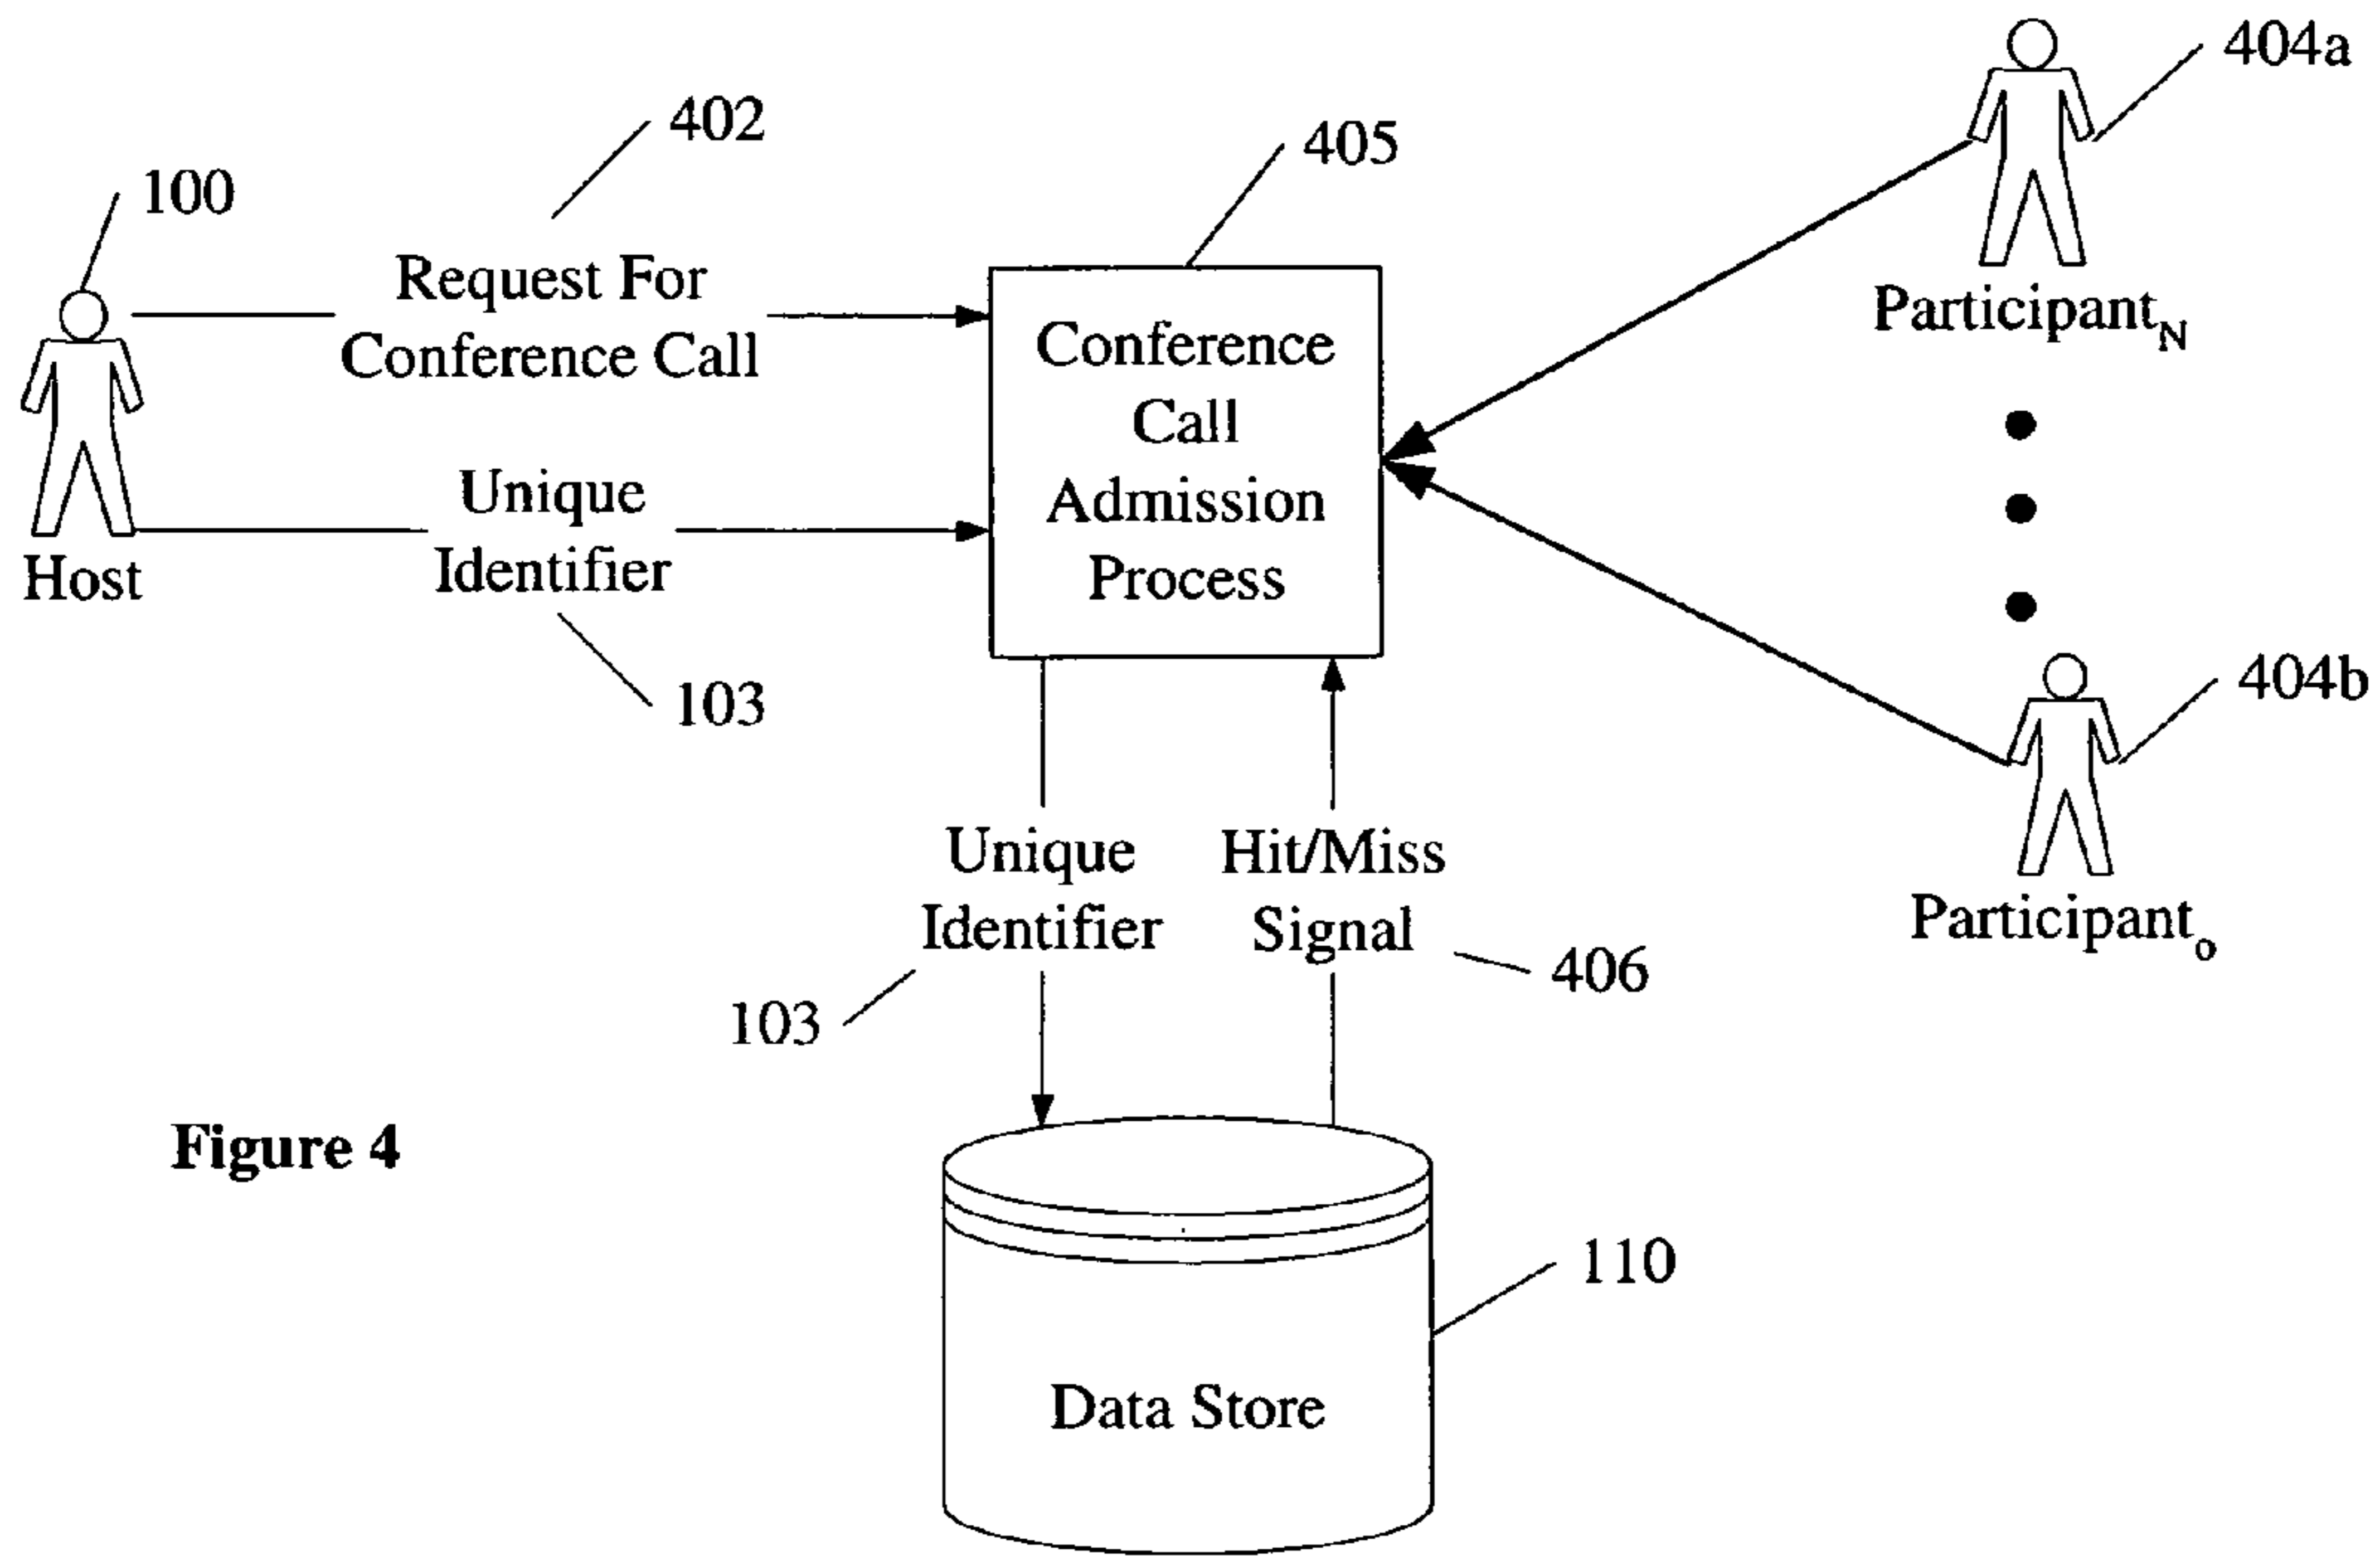 404a
402
405
100
Request For
Conference Call
Participant_N
Conference
Call
Admission
Process
Unique
Identifier
Host
103
404b
Unique
Identifier
Hit/Miss
Signal
Participant_o
406
103
Figure 4
110
Data Store